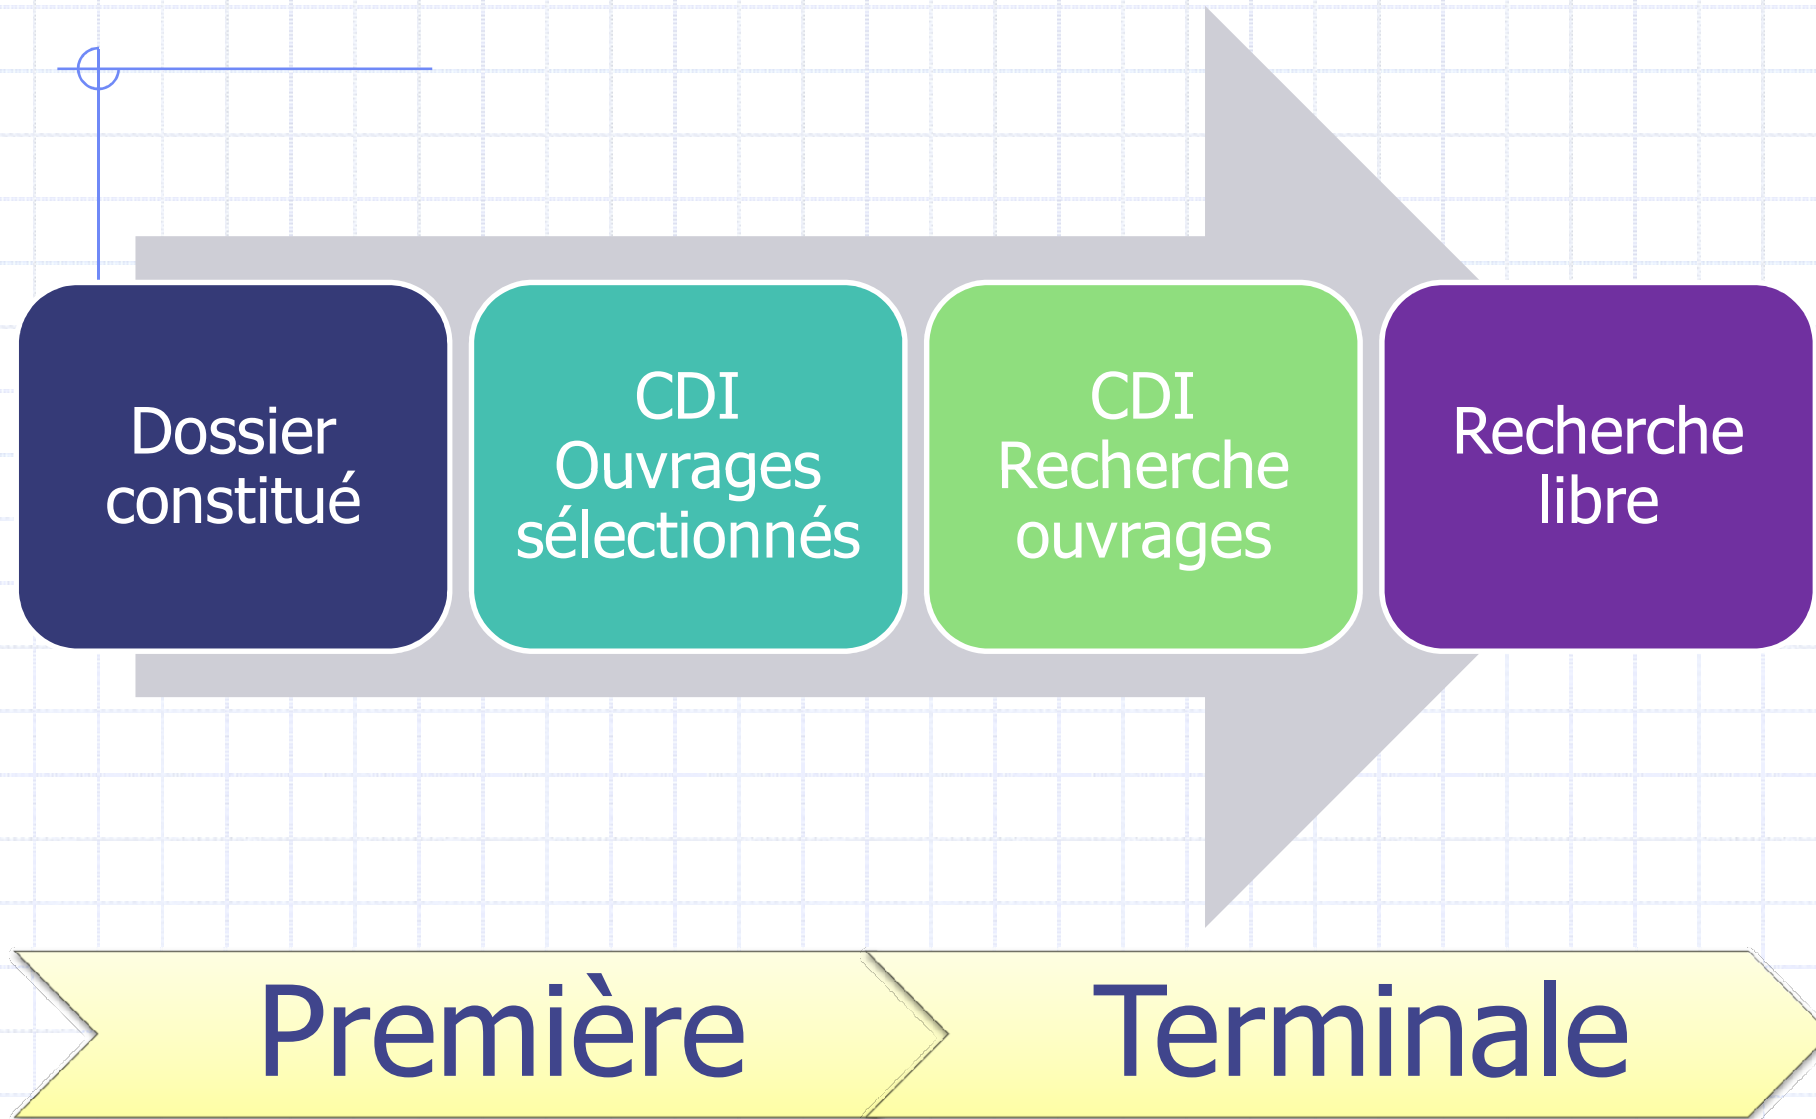 Dossier
constitué
CDI
Ouvrages
sélectionnés
CDI
Recherche
ouvrages
Recherche
libre
Première
Terminale